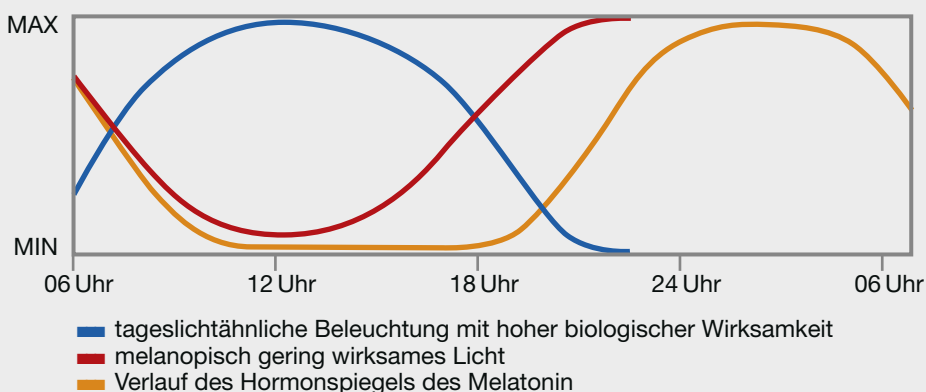 MAX
MIN
06 Uhr 12 Uhr 18 Uhr 24 Uhr 06 Uhr
tageslichtähnliche Beleuchtung mit hoher biologischer Wirksamkeit
melanopisch gering wirksames Licht
Verlauf des Hormonspiegels des Melatonin